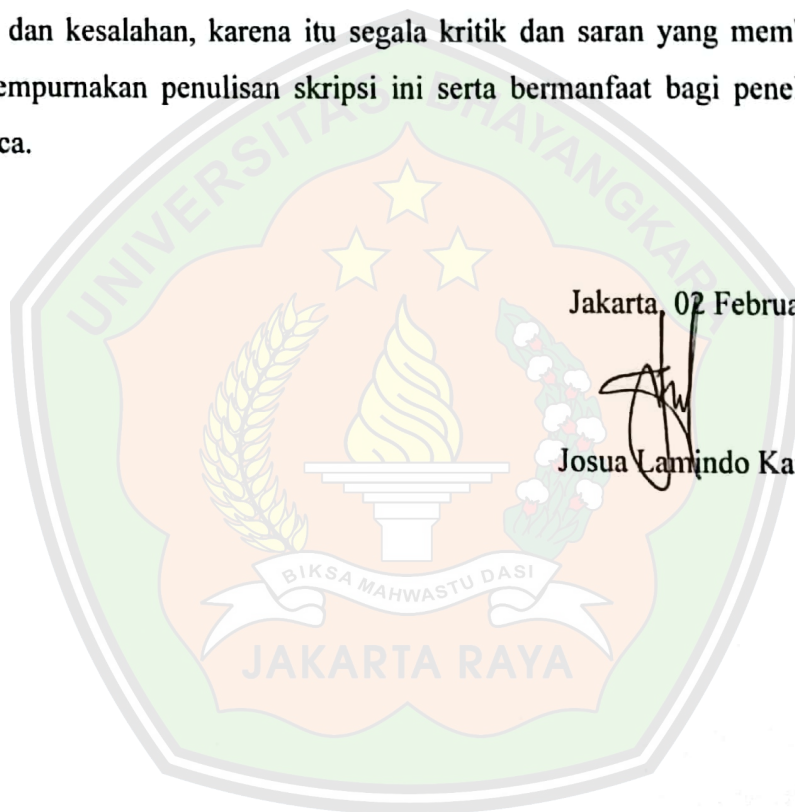 dan kesalahan, karena itu segala kritik dan saran yang mem
empurnakan penulisan skripsi ini serta bermanfaat bagi pene
ca.
UNIVERSITAS BHAYANGKARA
Jakarta, 02 Februa
Josua Lamindo Ka
BIKSA MAHWASTU DASI
JAKARTA RAYA